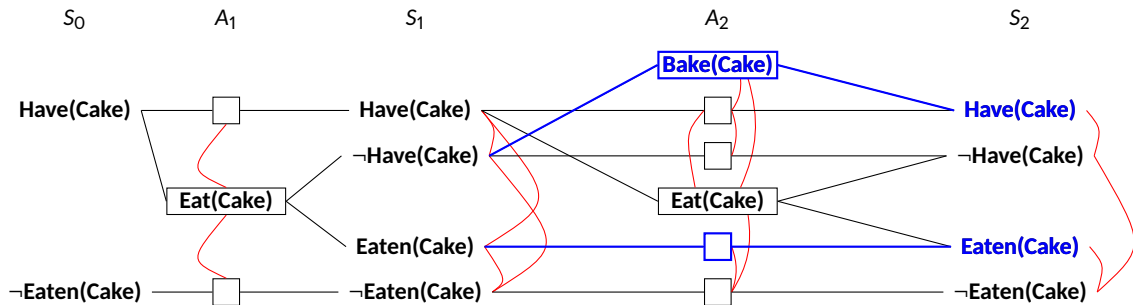 S0 A1 S1 A2 S2
Bake(Cake)
Have(Cake) Have(Cake) Have(Cake)
¬Have(Cake) ¬Have(Cake)
Eat(Cake) Eat(Cake)
Eaten(Cake) Eaten(Cake)
¬Eaten(Cake) ¬Eaten(Cake) ¬Eaten(Cake)